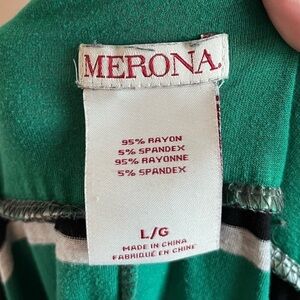 MERONA.
95% RAYON
5% SPANDEX
95% RAYONNE
5% SPANDEX
L/G
MADE IN CHINA
FABRIQUÉ EN CHINE